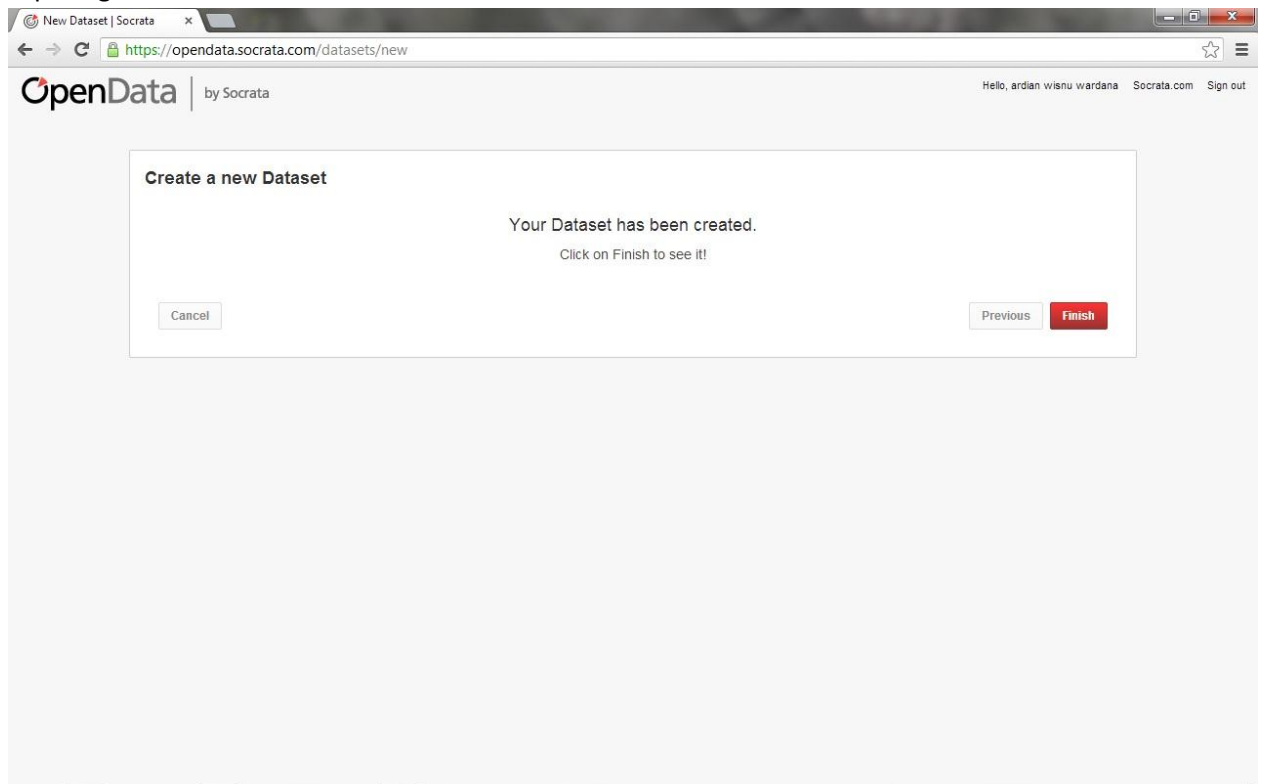 New Dataset | Socrata
https://opendata.socrata.com/datasets/new
OpenData | by Socrata
Hello, ardian wisnu wardana Socrata.com Sign out
Create a new Dataset
Your Dataset has been created.
Click on Finish to see it!
Cancel Previous Finish